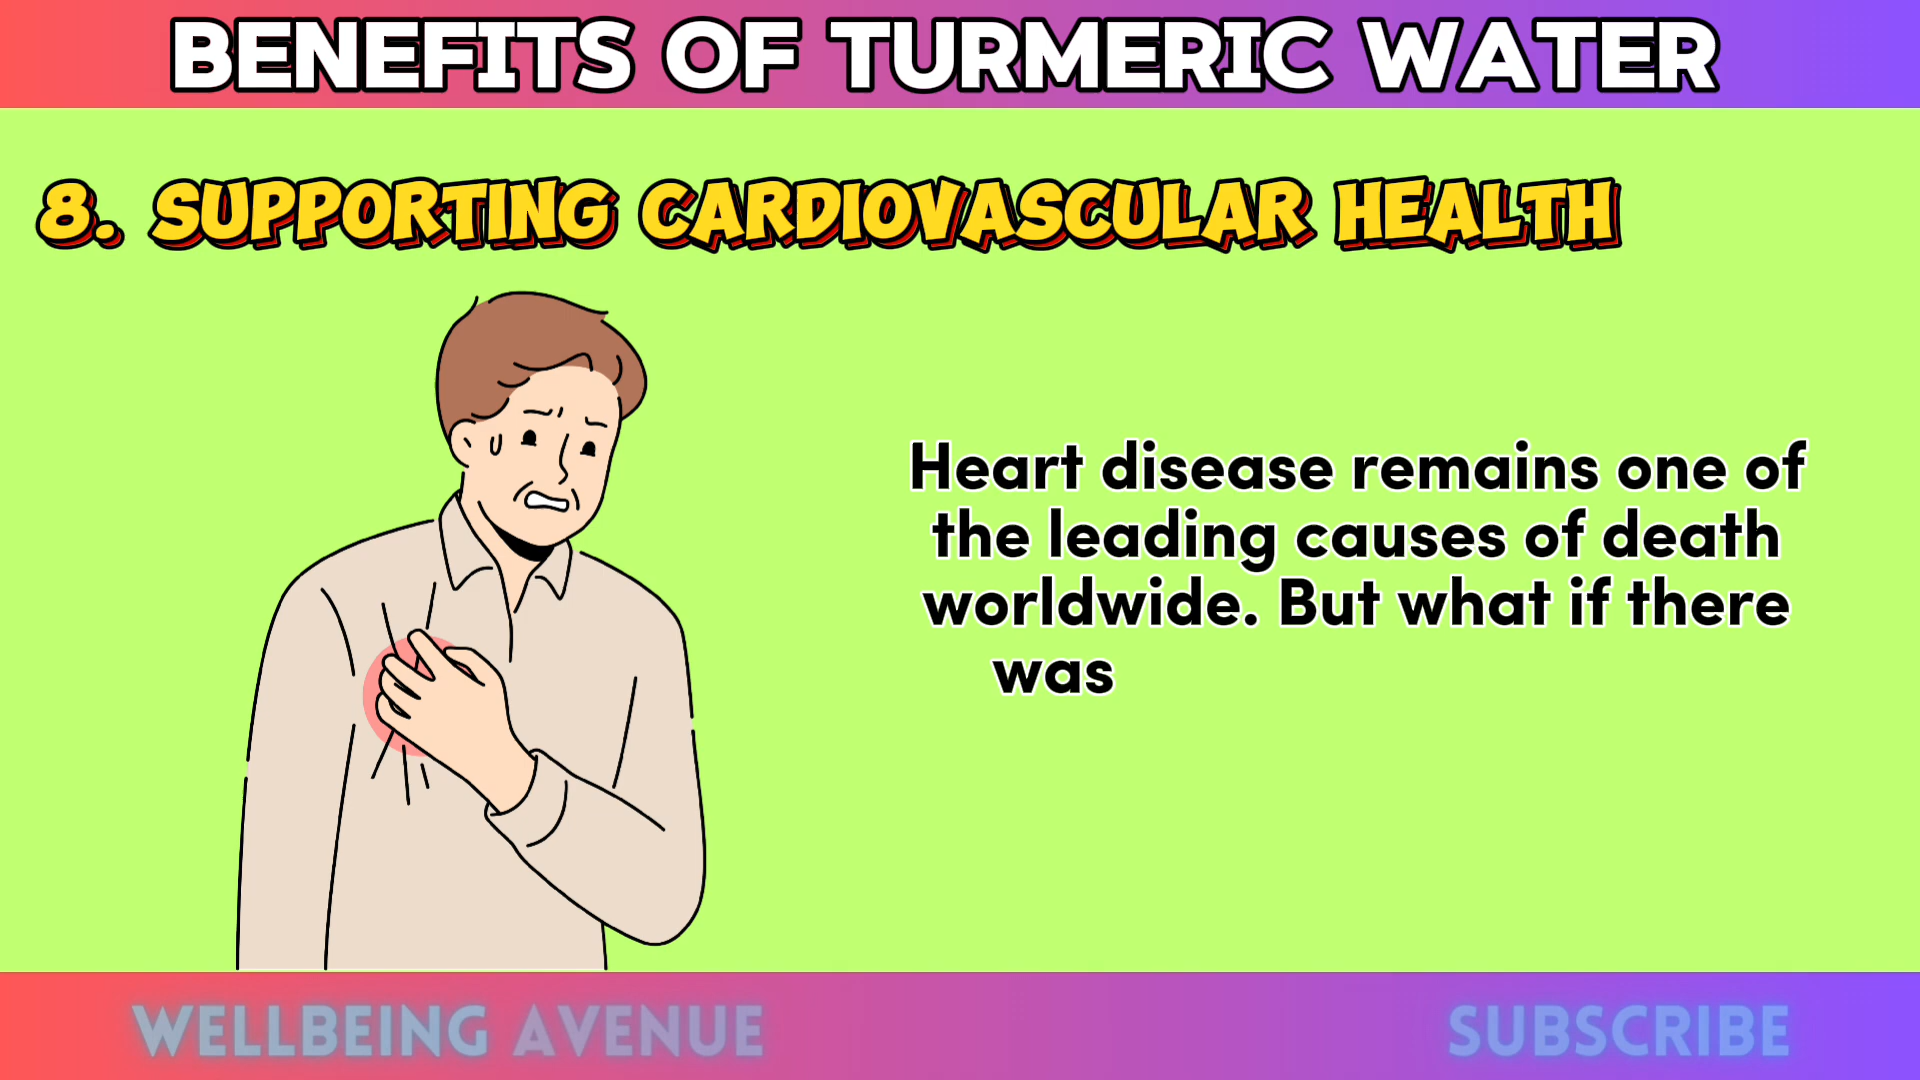 BENEFITS OF TURMERIC WATER
8. SUPPORTING CARDIOVASCULAR HEALTH
Heart disease remains one of
the leading causes of death
worldwide. But what if there
was
WELLBEING AVENUE
SUBSCRIBE